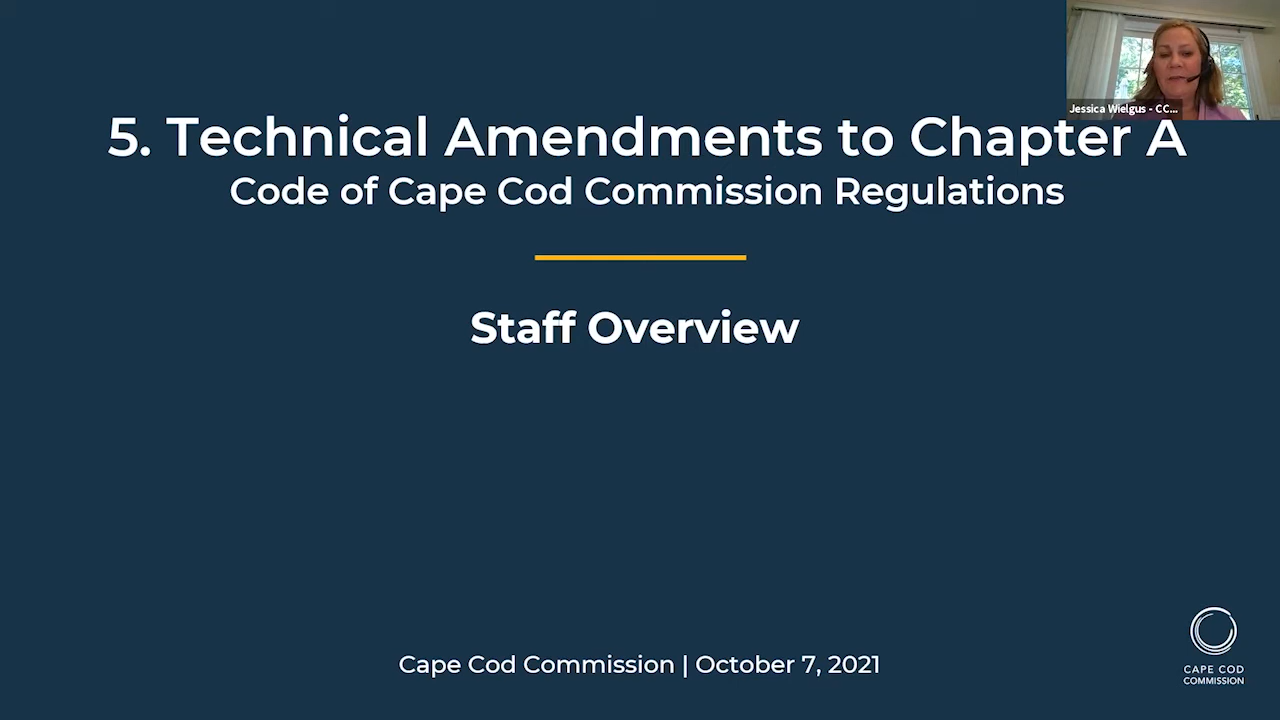 Jessica Wielgus - CC...
5. Technical Amendments to Chapter A
Code of Cape Cod Commission Regulations
Staff Overview
Cape Cod Commission | October 7, 2021
CAPE COD
COMMISSION